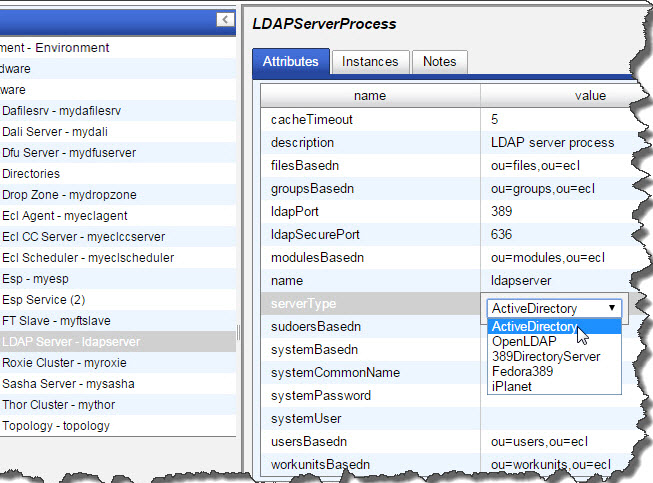 <
ment - Environment
dware
ware
Dafilesrv - mydafilesrv
Dali Server - mydali
Dfu Server - mydfuserver
Directories
Drop Zone - mydropzone
Ecl Agent - myeclagent
Ecl CC Server - myeclccserver
Ecl Scheduler - myeclscheduler
Esp - myesp
Esp Service (2)
FT Slave - myftslave
LDAP Server - ldapserver
Roxie Cluster - myroxie
Sasha Server - mysasha
Thor Cluster - mythor
Topology - topology
LDAPServerProcess
Attributes Instances Notes
name value
cacheTimeout 5
description LDAP server process
filesBasedn ou=files,ou=ecl
groupsBasedn ou=groups,ou=ecl
ldapPort 389
ldapSecurePort 636
modulesBasedn ou=modules,ou=ecl
name ldapserver
serverType ActiveDirectory
ActiveDirectory
OpenLDAP
389DirectoryServer
Fedora389
iPlanet
sudoersBasedn
systemBasedn
systemCommonName
systemPassword
systemUser
usersBasedn ou=users,ou=ecl
workunitsBasedn ou=workunits,ou=ecl